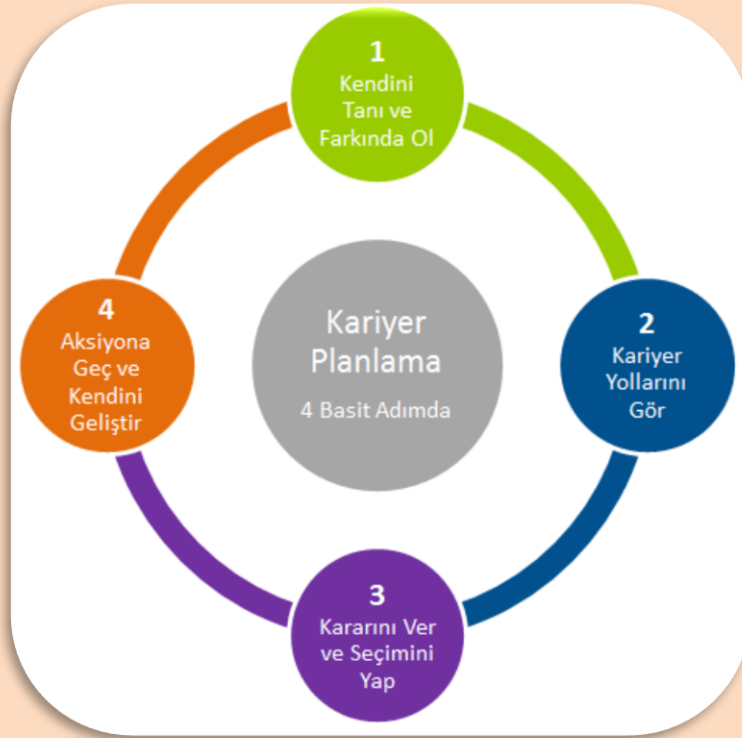 1
Kendini
Tanı ve
Farkında Ol
2
Kariyer
Yollarını
Gör
3
Kararını Ver
ve Seçimini
Yap
4
Aksiyona
Geç ve
Kendini
Geliştir
Kariyer
Planlama
4 Basit Adımda